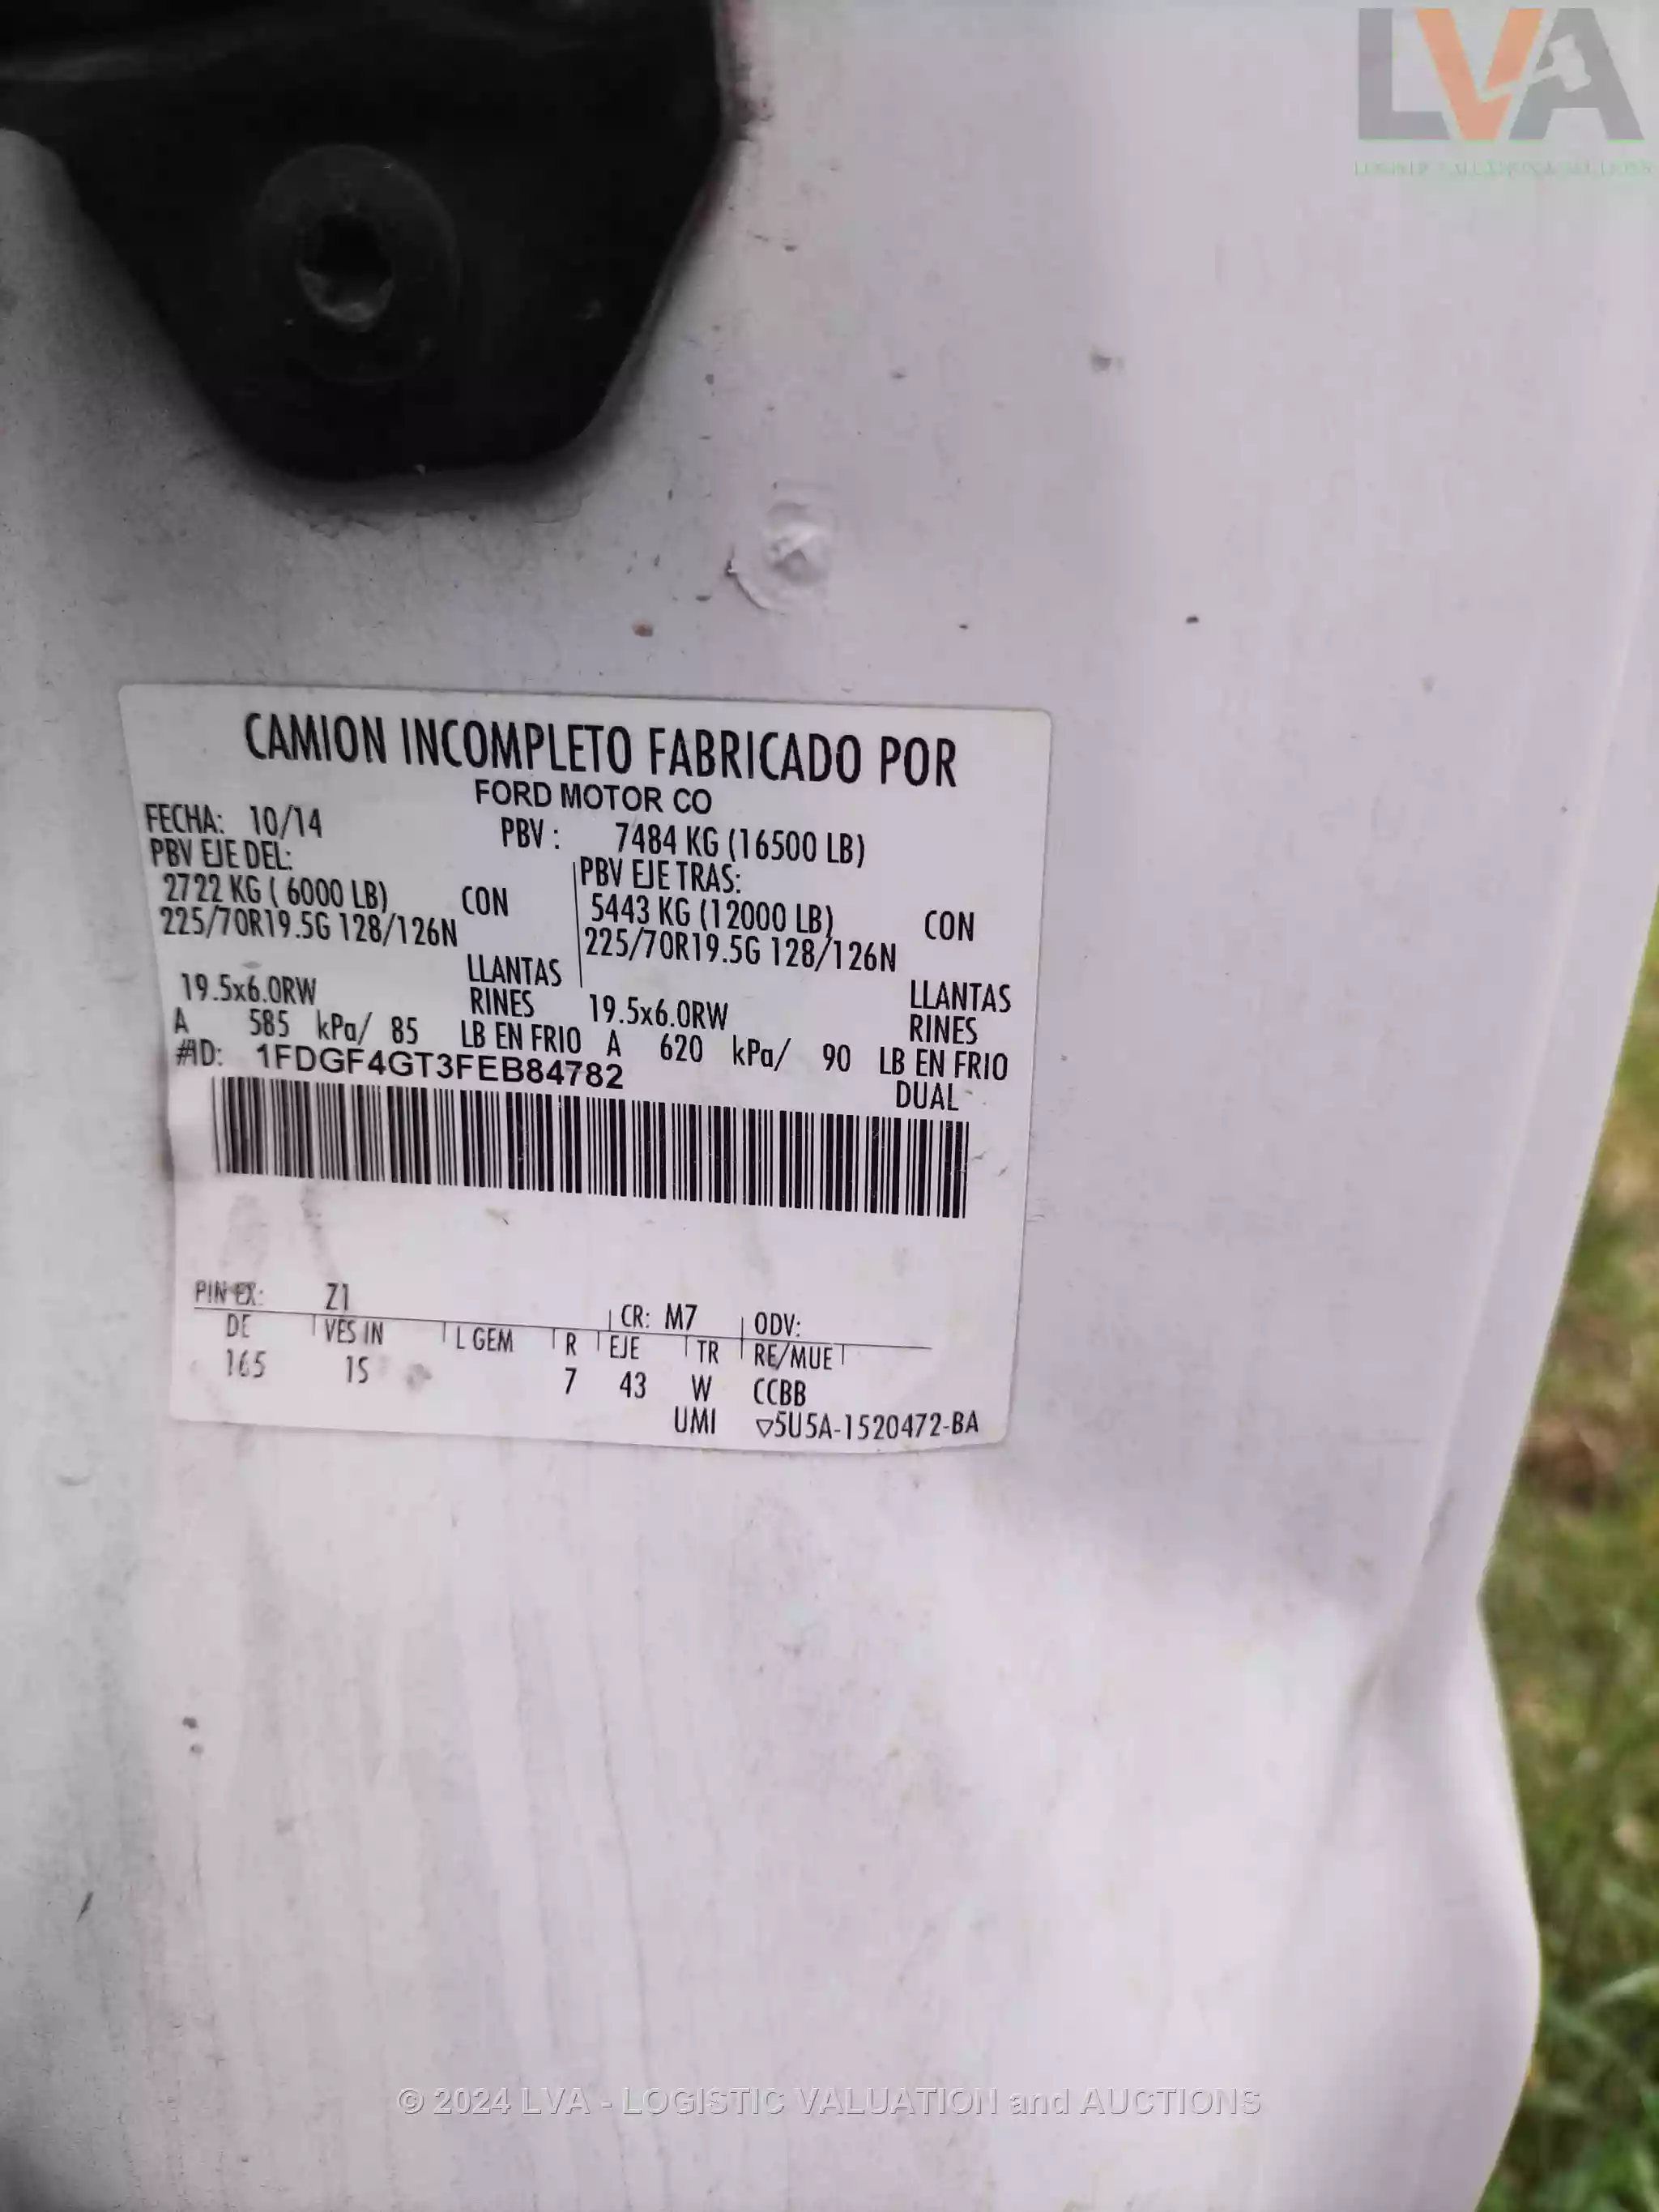 LVA
CAMION INCOMPLETO FABRICADO POR
FORD MOTOR CO
FECHA: 10/14 PBV : 7484 KG (16500 LB)
PBV EJE DEL: PBV EJE TRAS:
2722 KG ( 6000 LB) CON 5443 KG (12000 LB) CON
225/70R19.5G 128/126N 225/70R19.5G 128/126N
LLANTAS LLANTAS
19.5x6.0RW RINES 19.5x6.0RW RINES
A 585 kPa/ 85 LB EN FRIO A 620 kPa/ 90 LB EN FRIO
#ID: 1FDGF4GT3FEB84782 DUAL
PIN EX: Z1 CR: M7 ODV:
DE VES IN L GEM R EJE TR RE/MUE
165 1S 7 43 W CCBB
UMI ▽5U5A-1520472-BA
© 2024 LVA - LOGISTIC VALUATION and AUCTIONS